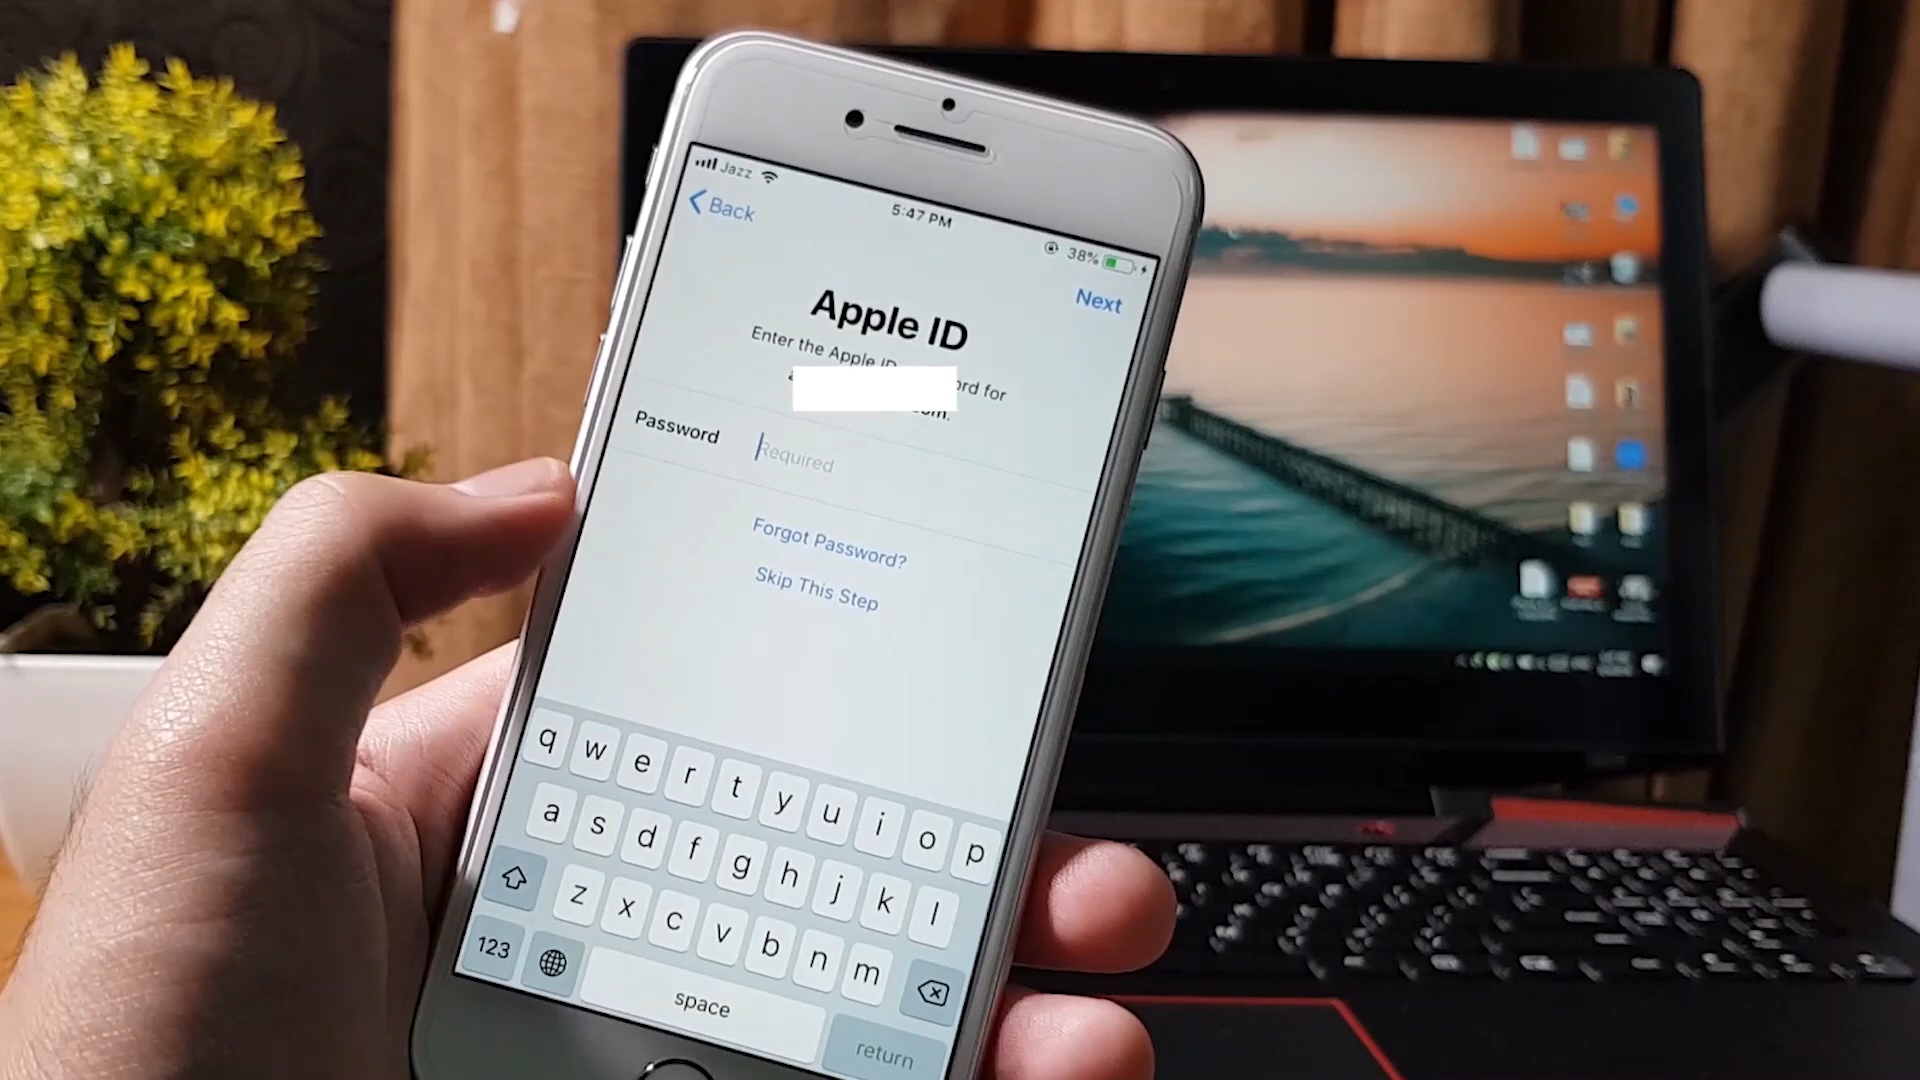 Jazz
5:47 PM
38%
Back
Next
Apple ID
Enter the Apple ID
for
Password Required
Forgot Password?
Skip This Step
q w e r t y u i o p
a s d f g h j k l
z x c v b n m
123 space return